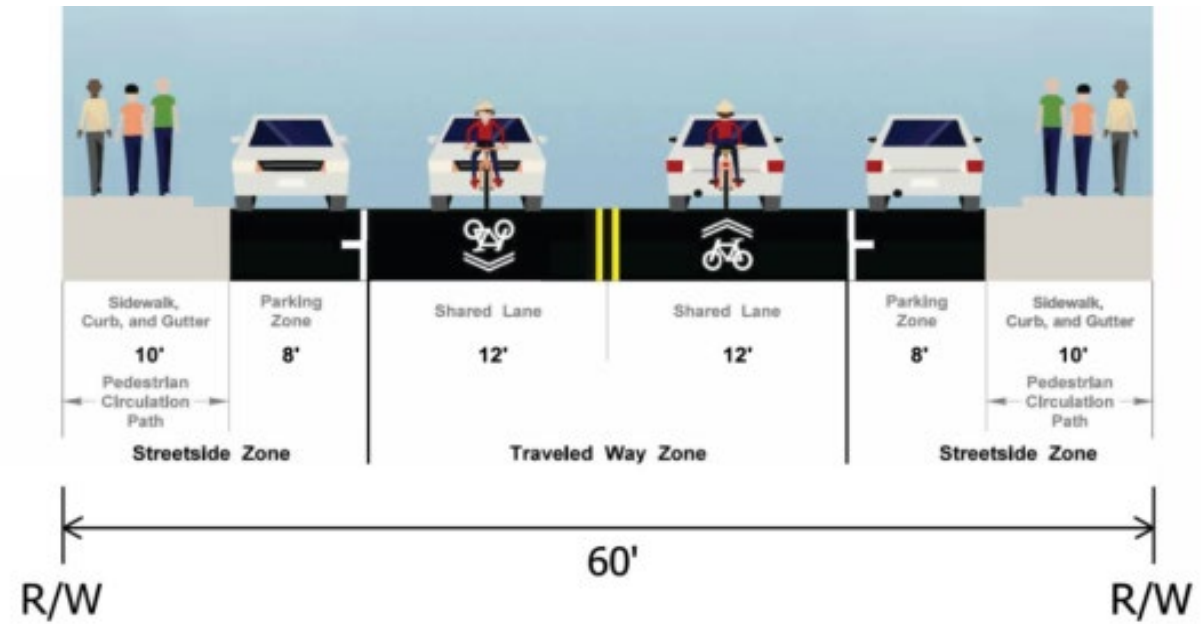 Sidewalk,
Curb, and Gutter
10'
Pedestrian
Circulation
Path
Parking
Zone
8'
Shared Lane
12'
Shared Lane
12'
Parking
Zone
8'
Sidewalk,
Curb, and Gutter
10'
Pedestrian
Circulation
Path
Streetside Zone
Traveled Way Zone
Streetside Zone
60'
R/W
R/W